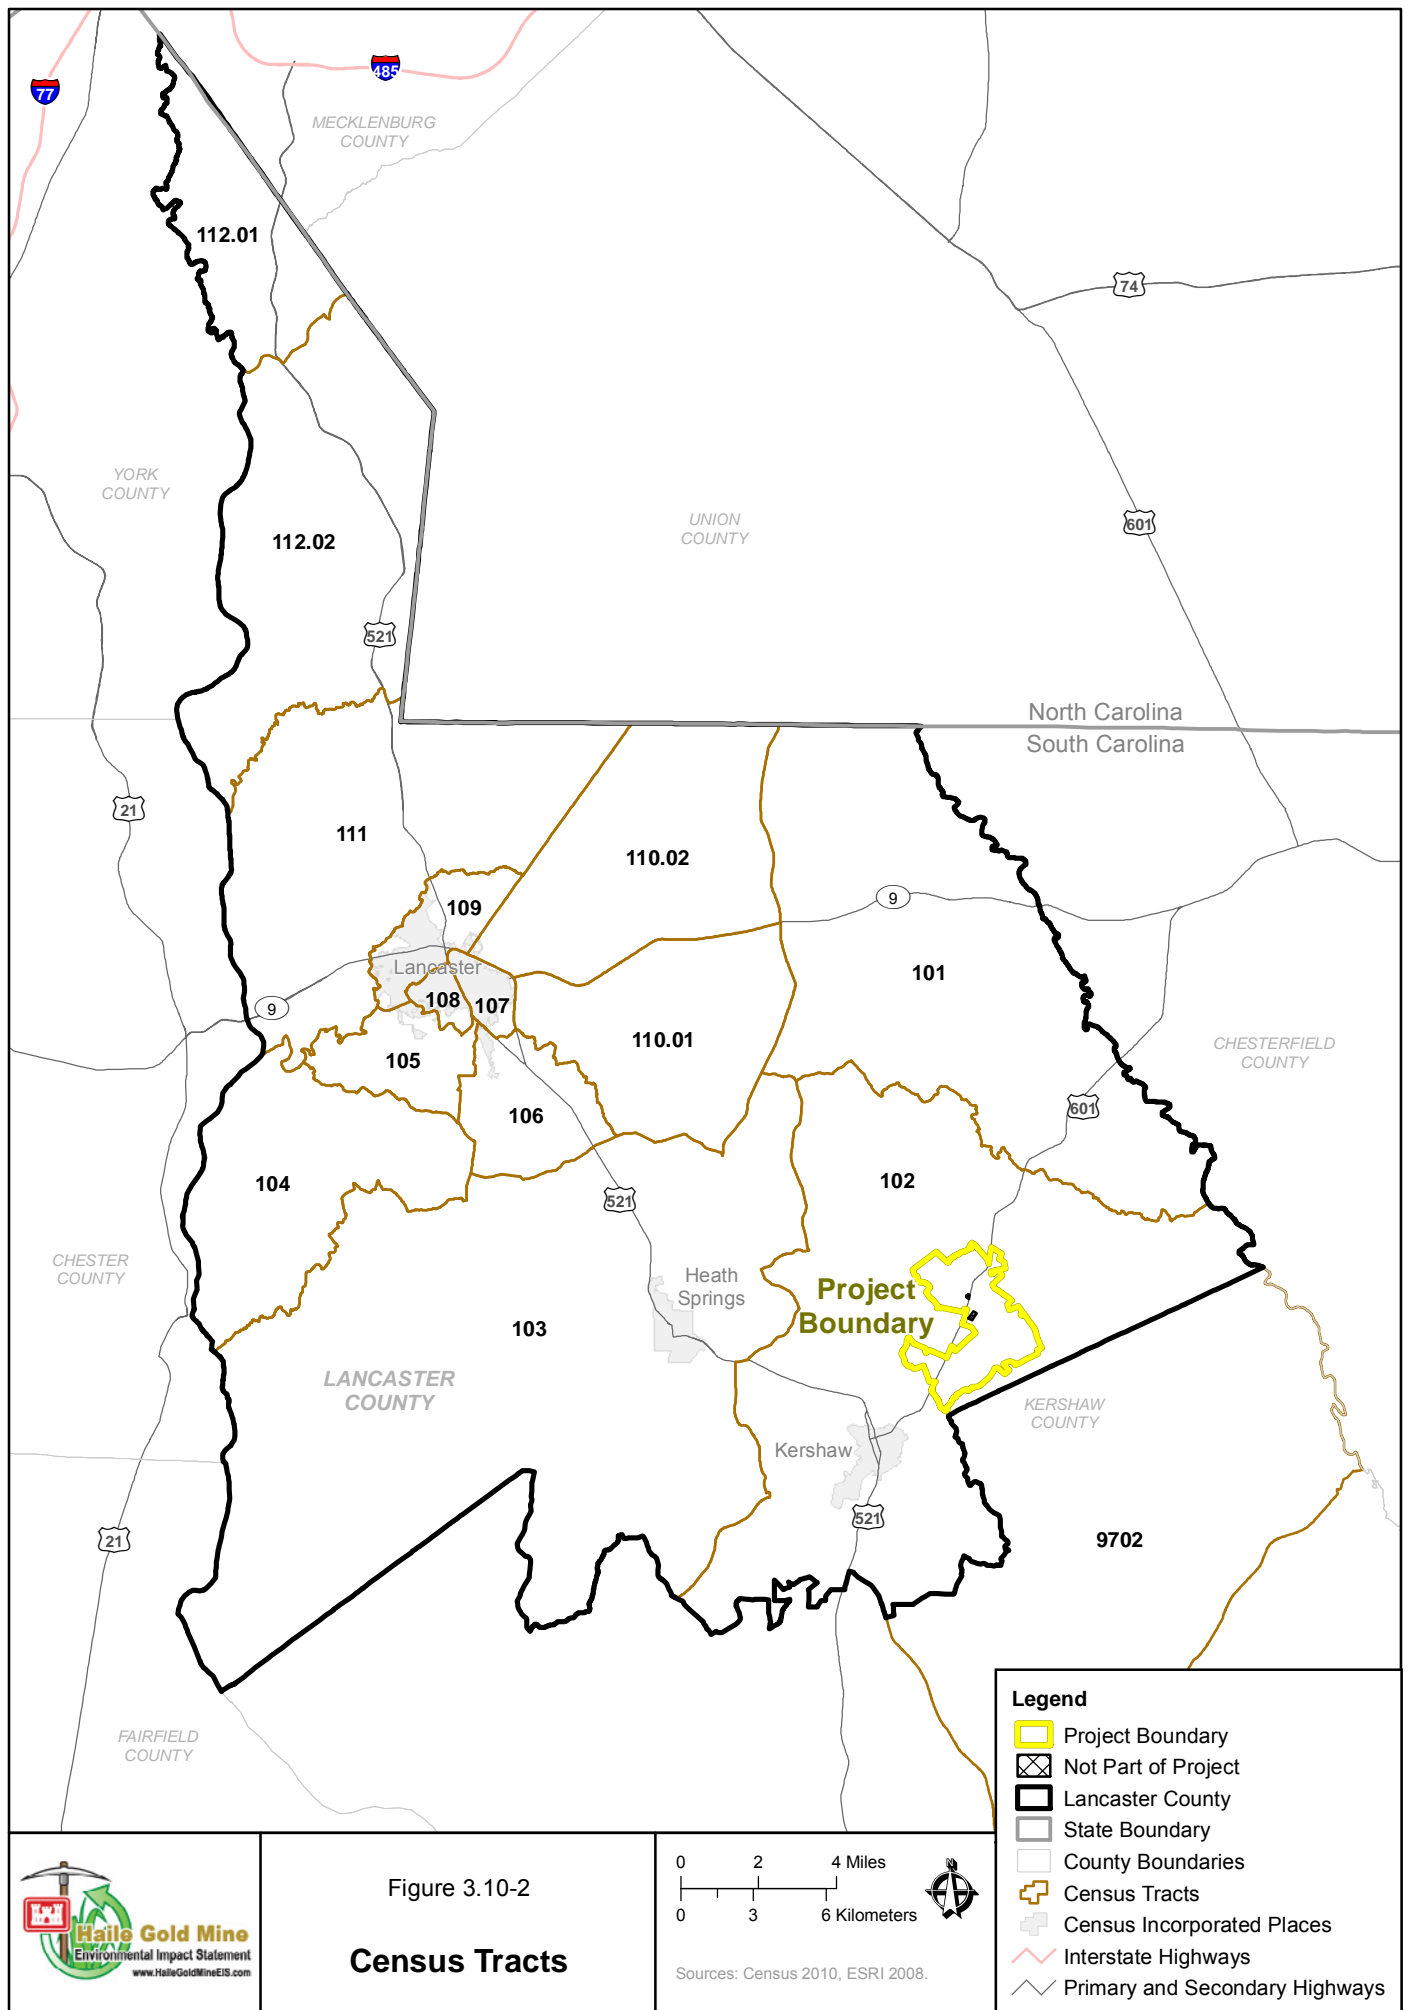 77
485
MECKLENBURG
COUNTY
112.01
74
YORK
COUNTY
112.02
UNION
COUNTY
601
521
North Carolina
South Carolina
21
111
110.02
9
109
Lancaster
101
108
107
9
110.01
105
CHESTERFIELD
COUNTY
106
601
104
102
521
CHESTER
COUNTY
Heath
Springs
Project
Boundary
103
LANCASTER
COUNTY
KERSHAW
COUNTY
Kershaw
521
21
9702
FAIRFIELD
COUNTY
Legend
Project Boundary
Not Part of Project
Lancaster County
State Boundary
County Boundaries
Census Tracts
Census Incorporated Places
Interstate Highways
Primary and Secondary Highways
Haile Gold Mine
Environmental Impact Statement
www.HaileGoldMineEIS.com
Figure 3.10-2
Census Tracts
0 2 4 Miles
0 3 6 Kilometers
N
Sources: Census 2010, ESRI 2008.